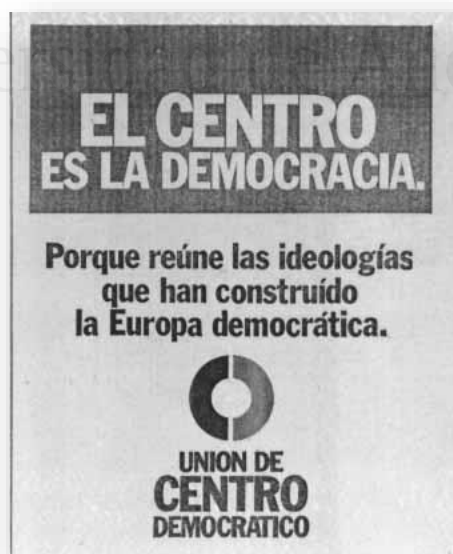 EL CENTRO
ES LA DEMOCRACIA.
Porque reúne las ideologías
que han construído
la Europa democrática.
UNION DE
CENTRO
DEMOCRATICO